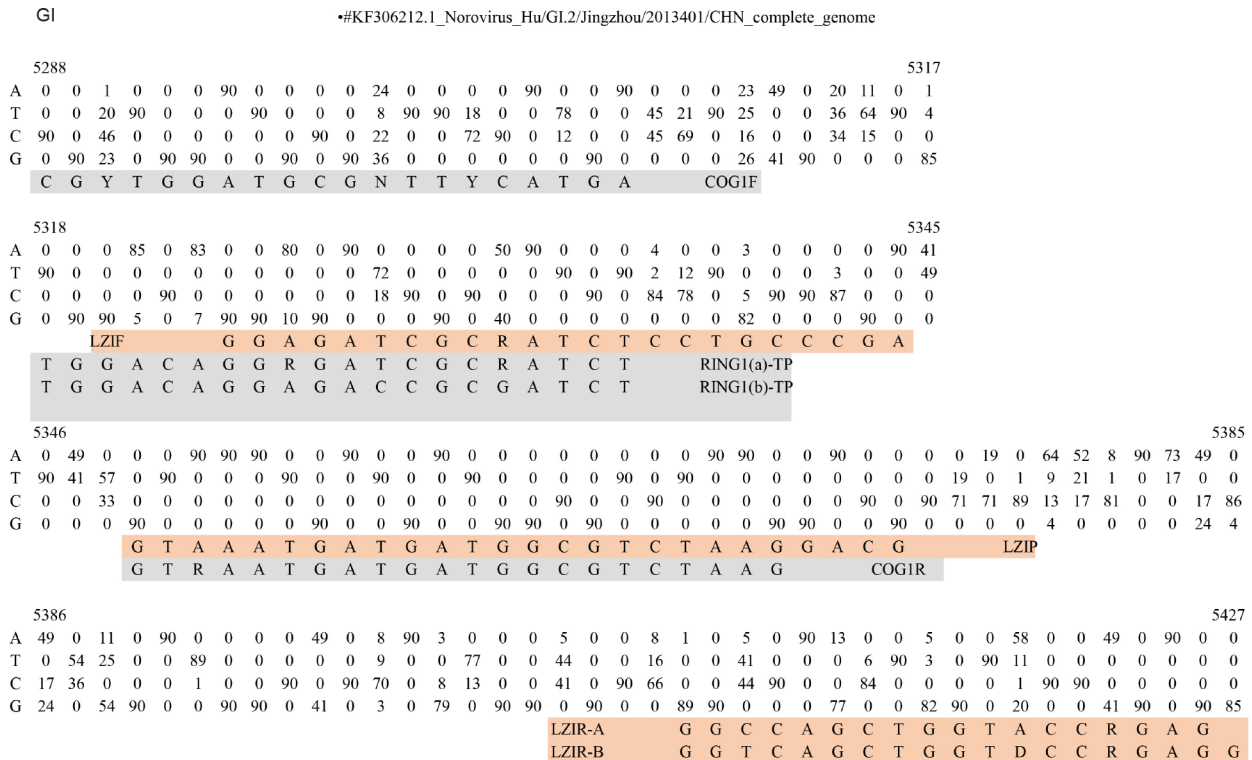 GI
•#KF306212.1_Norovirus_Hu/GI.2/Jingzhou/2013401/CHN_complete_genome
5288 5317
A 0 0 1 0 0 0 90 0 0 0 0 24 0 0 0 0 90 0 0 90 0 0 0 23 49 0 20 11 0 1
T 0 0 20 90 0 0 0 90 0 0 0 8 90 90 18 0 0 78 0 0 45 21 90 25 0 0 36 64 90 4
C 90 0 46 0 0 0 0 0 0 90 0 22 0 0 72 90 0 12 0 0 45 69 0 16 0 0 34 15 0 0
G 0 90 23 0 90 90 0 0 90 0 90 36 0 0 0 0 0 0 90 0 0 0 0 26 41 90 0 0 0 85
C G Y T G G A T G C G N T T Y C A T G A COG1F
5318 5345
A 0 0 0 85 0 83 0 0 80 0 90 0 0 0 0 50 90 0 0 0 4 0 0 3 0 0 0 0 90 41
T 90 0 0 0 0 0 0 0 0 0 0 72 0 0 0 0 0 90 0 90 2 12 90 0 0 0 3 0 0 49
C 0 0 0 0 90 0 0 0 0 0 0 18 90 0 90 0 0 0 90 0 84 78 0 5 90 90 87 0 0 0
G 0 90 90 5 0 7 90 90 10 90 0 0 0 90 0 40 0 0 0 0 0 0 0 82 0 0 0 90 0 0
LZIF G G A G A T C G C R A T C T C C T G C C C G A
T G G A C A G G R G A T C G C R A T C T RING1(a)-TP
T G G A C A G G A G A C C G C G A T C T RING1(b)-TP
5346 5385
A 0 49 0 0 0 90 90 90 0 0 90 0 0 90 0 0 0 0 0 0 0 0 90 90 0 0 90 0 0 0 0 19 0 64 52 8 90 73 49 0
T 90 41 57 0 90 0 0 0 90 0 0 90 0 0 90 0 0 0 0 90 0 90 0 0 0 0 0 0 0 0 19 0 1 9 21 1 0 17 0 0
C 0 0 33 0 0 0 0 0 0 0 0 0 0 0 0 0 0 90 0 0 90 0 0 0 0 0 0 90 0 90 71 71 89 13 17 81 0 0 17 86
G 0 0 0 90 0 0 0 0 0 90 0 0 90 0 0 90 90 0 90 0 0 0 0 0 90 90 0 0 90 0 0 0 0 4 0 0 0 0 24 4
G T A A A T G A T G A T G G C G T C T A A G G A C G LZIP
G T R A A T G A T G A T G G C G T C T A A G COG1R
5386 5427
A 49 0 11 0 90 0 0 0 0 49 0 8 90 3 0 0 0 5 0 0 8 1 0 5 0 90 13 0 0 5 0 0 58 0 0 49 0 90 0 0
T 0 54 25 0 0 89 0 0 0 0 0 9 0 0 77 0 0 44 0 0 16 0 0 41 0 0 0 6 90 3 0 90 11 0 0 0 0 0 0 0
C 17 36 0 0 0 1 0 0 90 0 90 70 0 8 13 0 0 41 0 90 66 0 0 44 90 0 0 84 0 0 0 0 1 90 90 0 0 0 0 0
G 24 0 54 90 0 0 90 90 0 41 0 3 0 79 0 90 90 0 90 0 0 89 90 0 0 0 77 0 0 82 90 0 20 0 0 41 90 0 90 85
LZIR-A G G C C A G C T G G T A C C R G A G
LZIR-B G G T C A G C T G G T D C C R G A G G